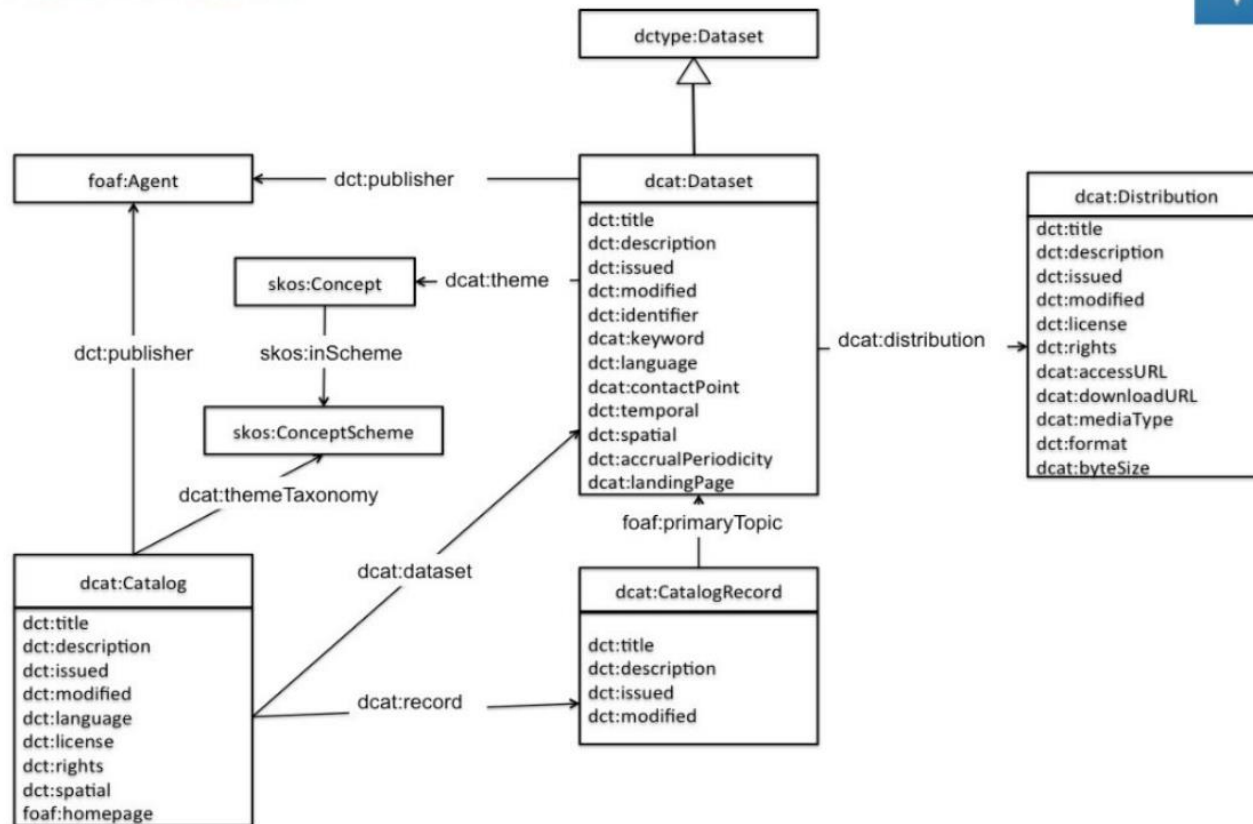 dctype:Dataset
foaf:Agent
dct:publisher
dcat:Dataset
dct:title
dct:description
dct:issued
dct:modified
dct:identifier
dcat:keyword
dct:language
dcat:contactPoint
dct:temporal
dct:spatial
dct:accrualPeriodicity
dcat:landingPage
dcat:Distribution
dct:title
dct:description
dct:issued
dct:modified
dct:license
dct:rights
dcat:accessURL
dcat:downloadURL
dcat:mediaType
dct:format
dcat:byteSize
skos:Concept
dcat:theme
dcat:distribution
dct:publisher
skos:inScheme
skos:ConceptScheme
dcat:themeTaxonomy
foaf:primaryTopic
dcat:dataset
dcat:Catalog
dct:title
dct:description
dct:issued
dct:modified
dct:language
dct:license
dct:rights
dct:spatial
foaf:homepage
dcat:record
dcat:CatalogRecord
dct:title
dct:description
dct:issued
dct:modified